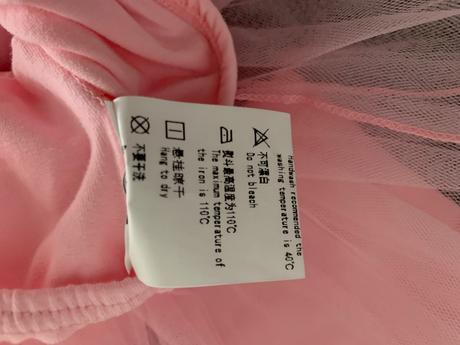 Handwash recommended the
washing temperature is 40℃
不可漂白
Do not bleach
熨斗最高温度为110℃
The maximum temperature of
the iron is 110℃
悬挂晾干
Hang to dry
不要干洗